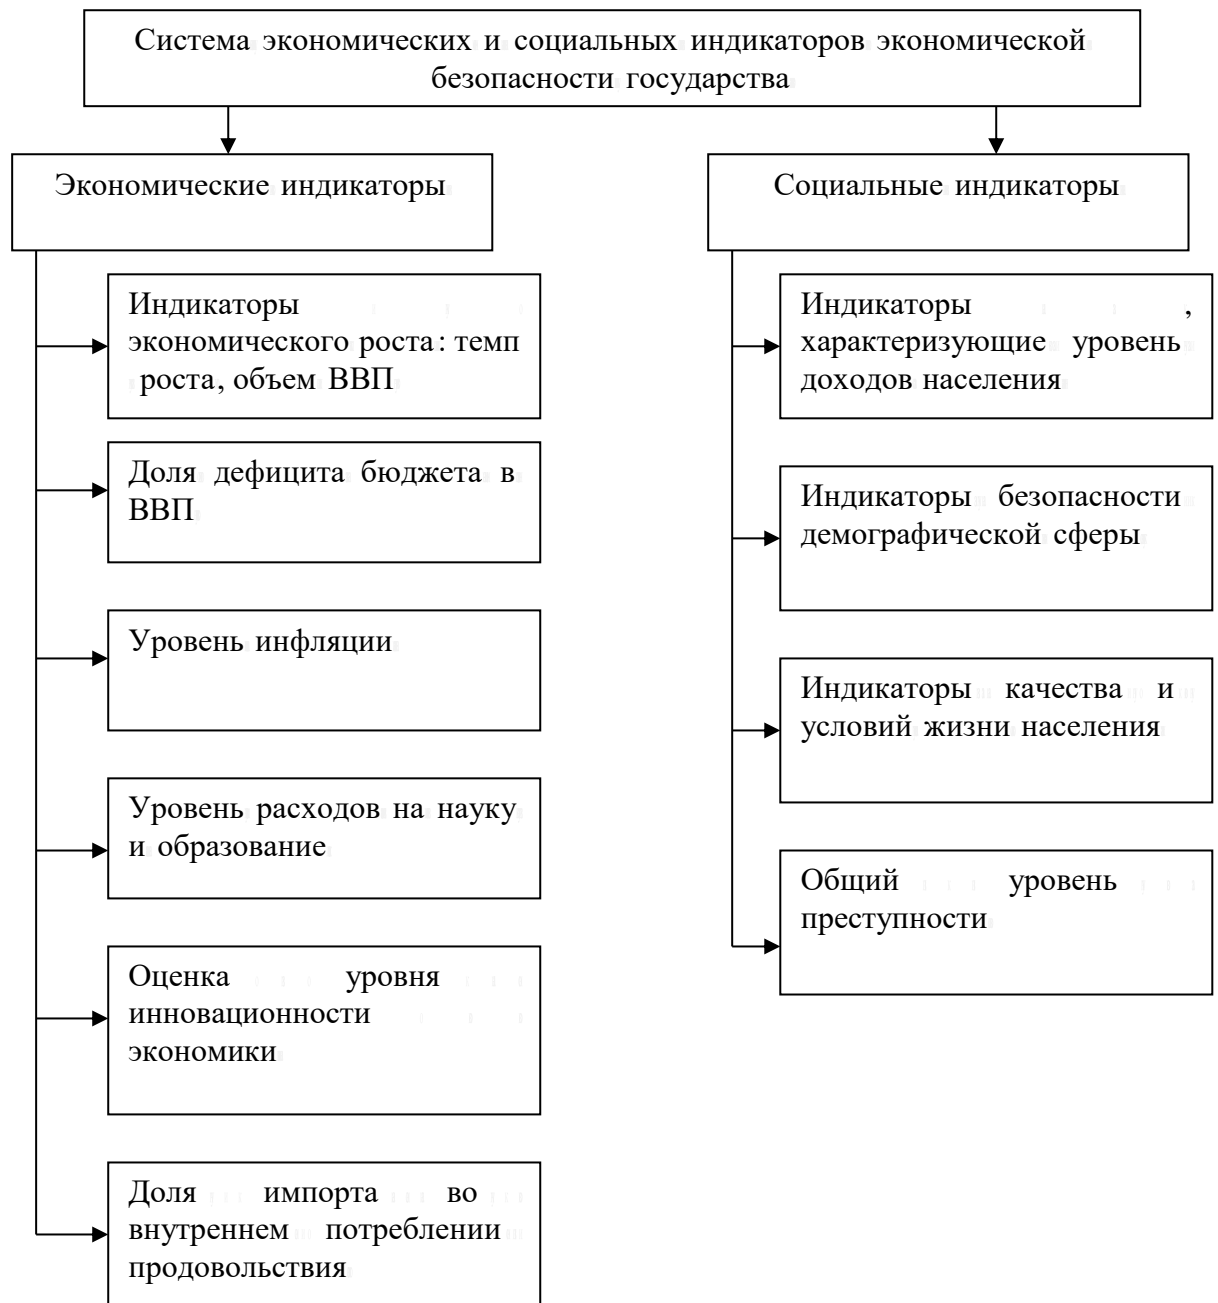 Система экономических и социальных индикаторов экономической
безопасности государства
Экономические индикаторы
Индикаторы
экономического роста: темп
роста, объем ВВП
Доля дефицита бюджета в
ВВП
Уровень инфляции
Уровень расходов на науку
и образование
Оценка уровня
инновационности
экономики
Доля импорта во
внутреннем потреблении
продовольствия
Социальные индикаторы
Индикаторы ,
характеризующие уровень
доходов населения
Индикаторы безопасности
демографической сферы
Индикаторы качества и
условий жизни населения
Общий уровень
преступности